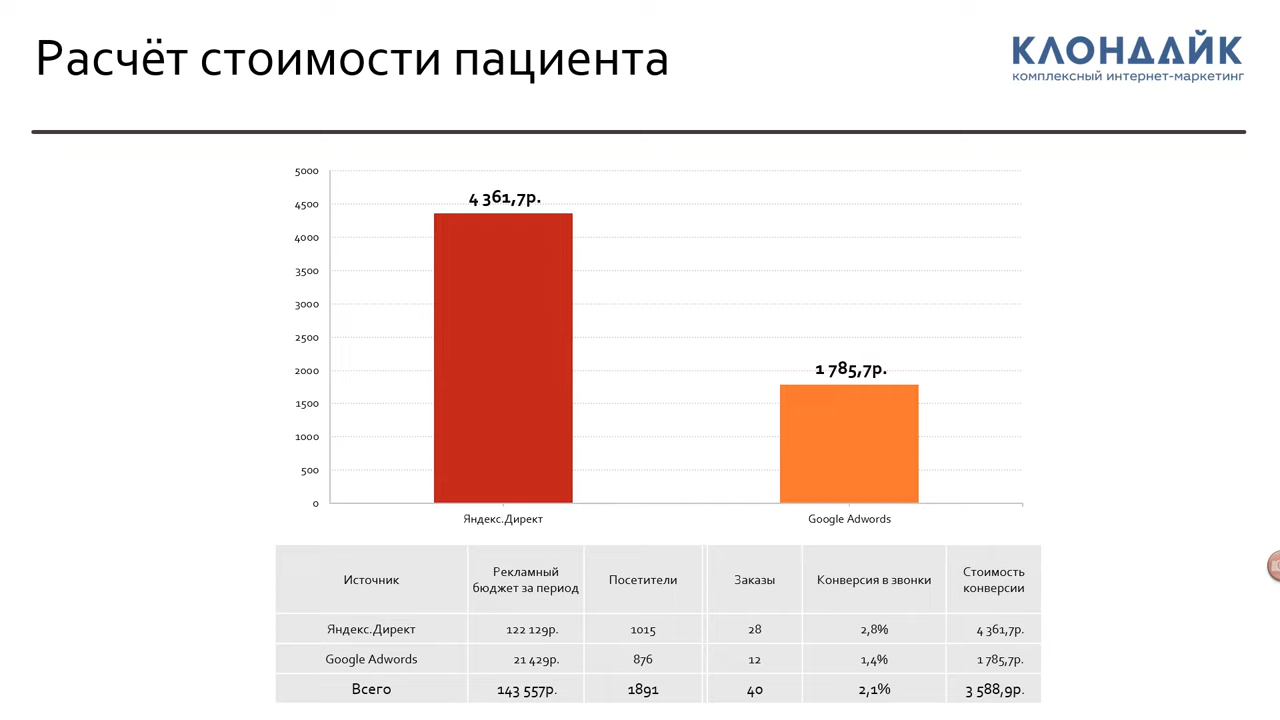 Расчёт стоимости пациента
КЛОНДАЙК
комплексный интернет-маркетинг
5000
4 361,7р.
4500
4000
3500
3000
2500
1 785,7р.
2000
1500
1000
500
0
Яндекс.Директ
Google Adwords
Источник
Рекламный
бюджет за период
Посетители
Заказы
Конверсия в звонки
Стоимость
конверсии
Яндекс.Директ 122 129р. 1015 28 2,8% 4 361,7р.
Google Adwords 21 429р. 876 12 1,4% 1 785,7р.
Всего 143 557р. 1891 40 2,1% 3 588,9р.